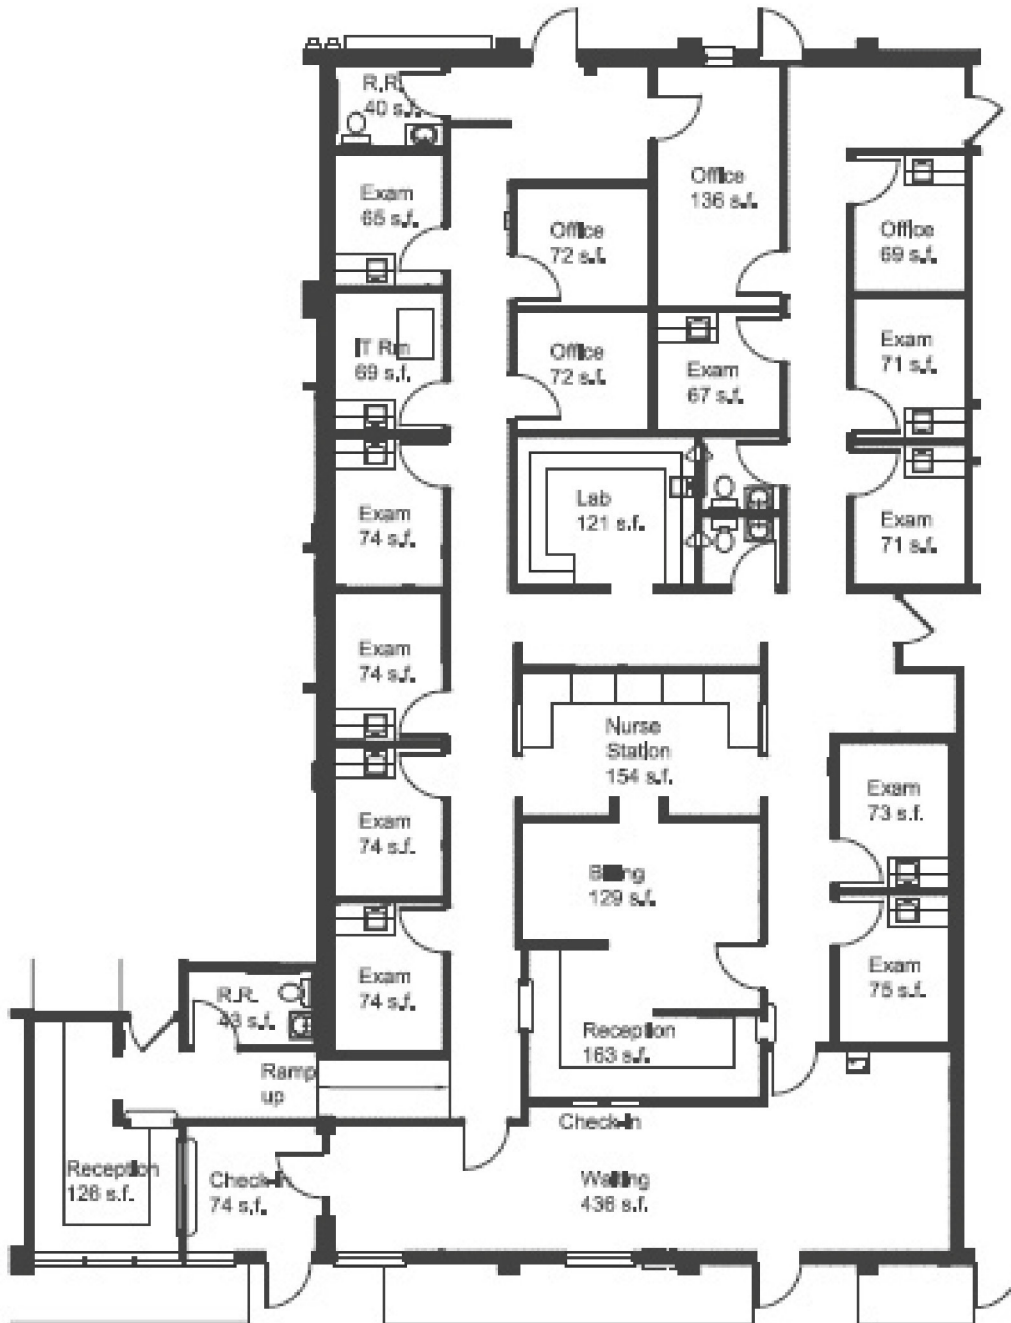 R.R.
40 s.f.
Exam
65 s.f.
Office
136 s.f.
Office
72 s.f.
Office
69 s.f.
IT Rm
69 s.f.
Office
72 s.f.
Exam
67 s.f.
Exam
71 s.f.
Exam
74 s.f.
Lab
121 s.f.
Exam
71 s.f.
Exam
74 s.f.
Nurse
Station
154 s.f.
Exam
73 s.f.
Exam
74 s.f.
Billing
129 s.f.
Exam
74 s.f.
Exam
75 s.f.
R.R.
43 s.f.
Reception
163 s.f.
Ramp
up
Check-In
Reception
126 s.f.
Check-In
74 s.f.
Waiting
436 s.f.